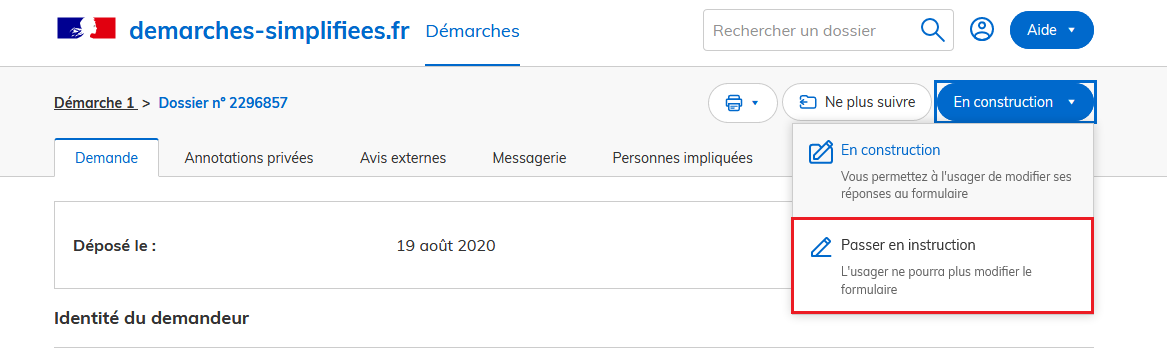 demarches-simplifiees.fr Démarches Rechercher un dossier Aide
Démarche 1 > Dossier n° 2296857 Ne plus suivre En construction
Demande Annotations privées Avis externes Messagerie Personnes impliquées
En construction
Vous permettez à l'usager de modifier ses
réponses au formulaire
Déposé le : 19 août 2020
Passer en instruction
L'usager ne pourra plus modifier le
formulaire
Identité du demandeur